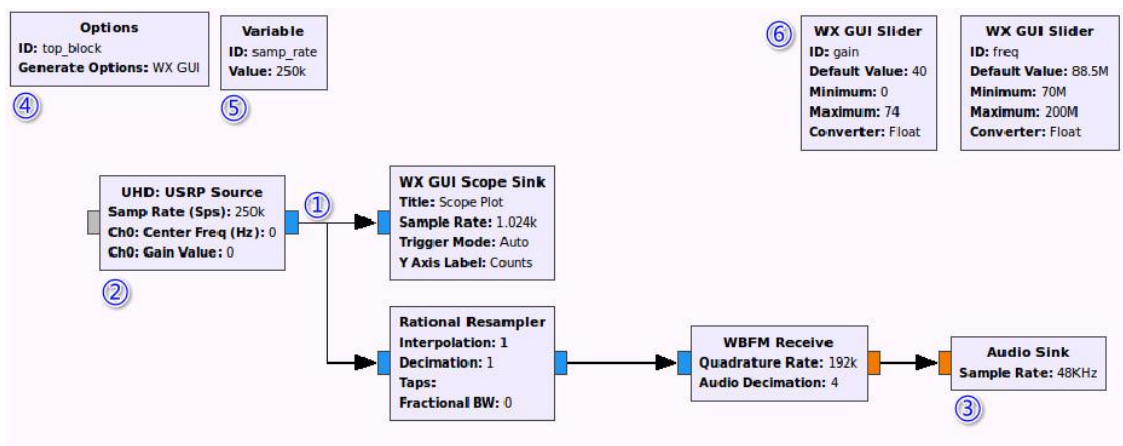 Options
ID: top_block
Generate Options: WX GUI
④
Variable
ID: samp_rate
Value: 250k
⑤
⑥
WX GUI Slider
ID: gain
Default Value: 40
Minimum: 0
Maximum: 74
Converter: Float
WX GUI Slider
ID: freq
Default Value: 88.5M
Minimum: 70M
Maximum: 200M
Converter: Float
UHD: USRP Source
Samp Rate (Sps): 250k
Ch0: Center Freq (Hz): 0
Ch0: Gain Value: 0
②
①
WX GUI Scope Sink
Title: Scope Plot
Sample Rate: 1.024k
Trigger Mode: Auto
Y Axis Label: Counts
Rational Resampler
Interpolation: 1
Decimation: 1
Taps:
Fractional BW: 0
WBFM Receive
Quadrature Rate: 192k
Audio Decimation: 4
Audio Sink
Sample Rate: 48KHz
③